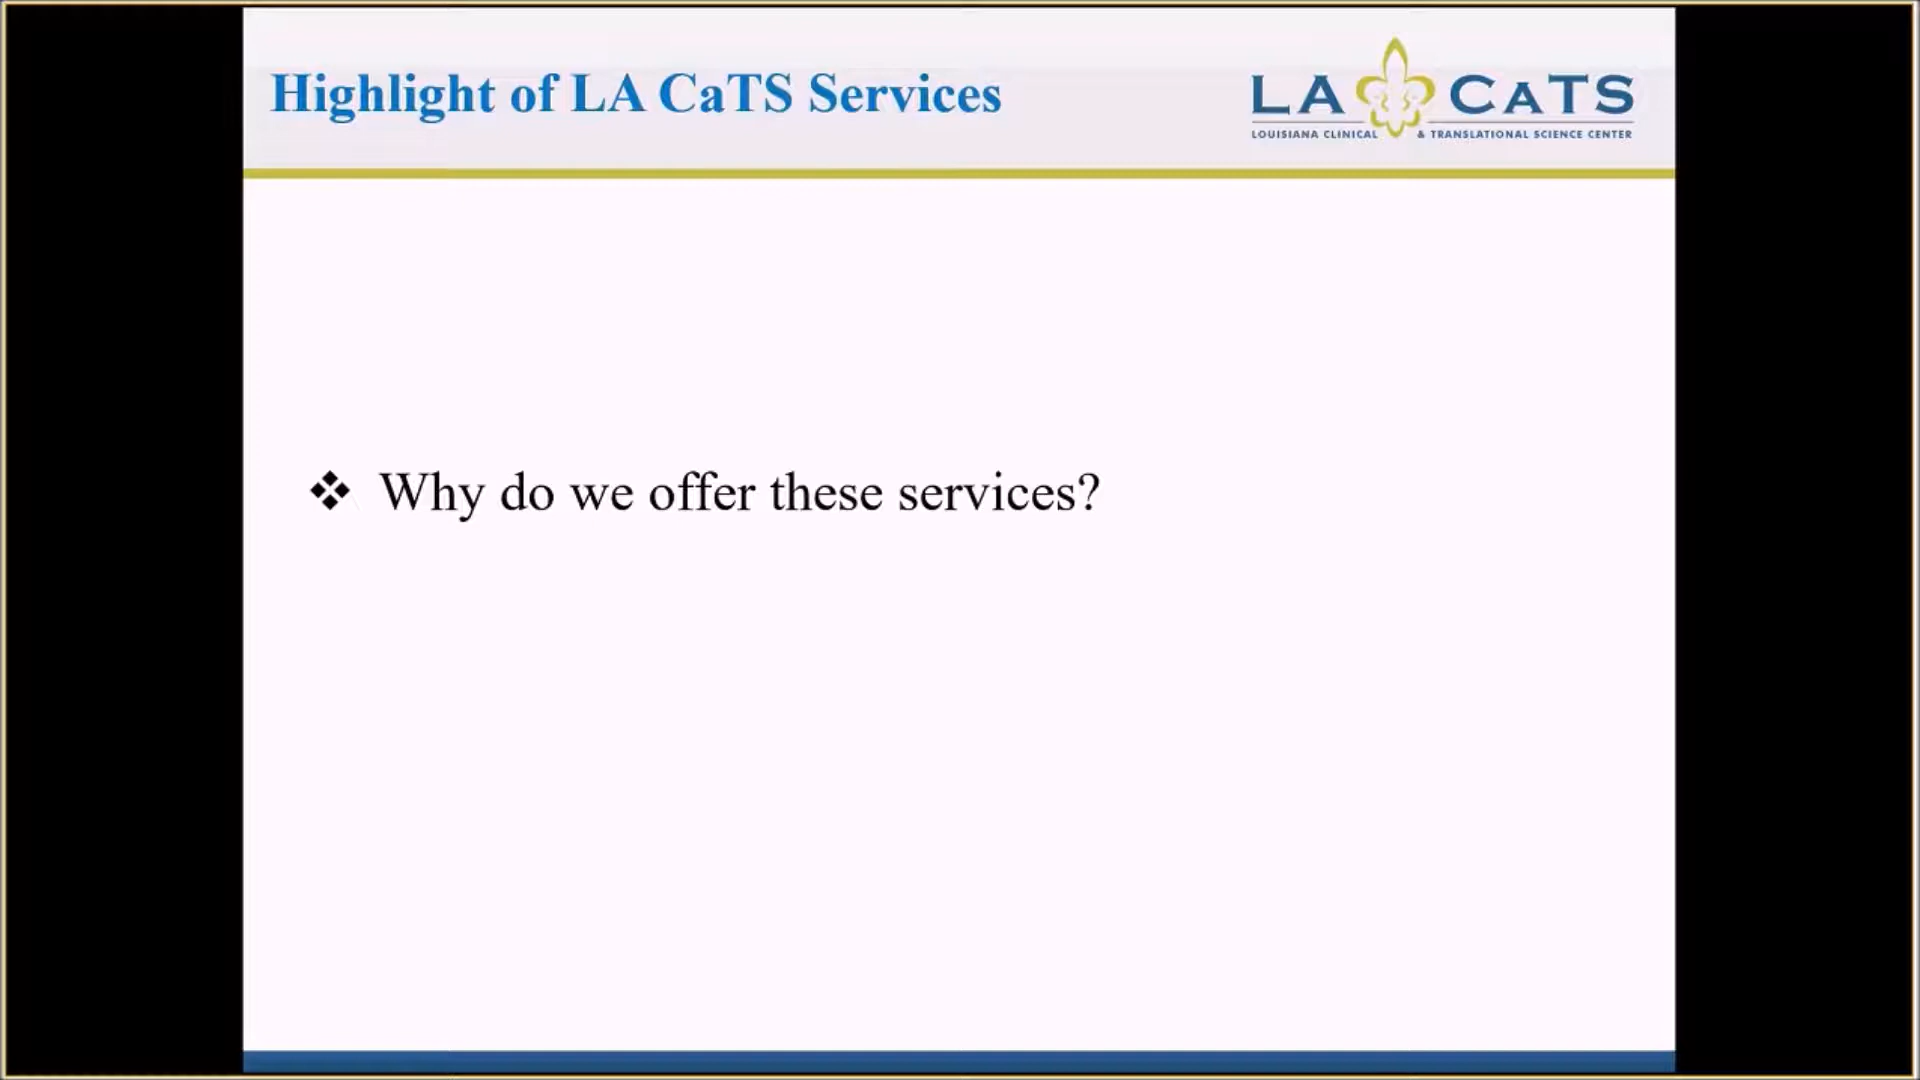 Highlight of LA CaTS Services
LA CATS
LOUISIANA CLINICAL & TRANSLATIONAL SCIENCE CENTER
❖ Why do we offer these services?